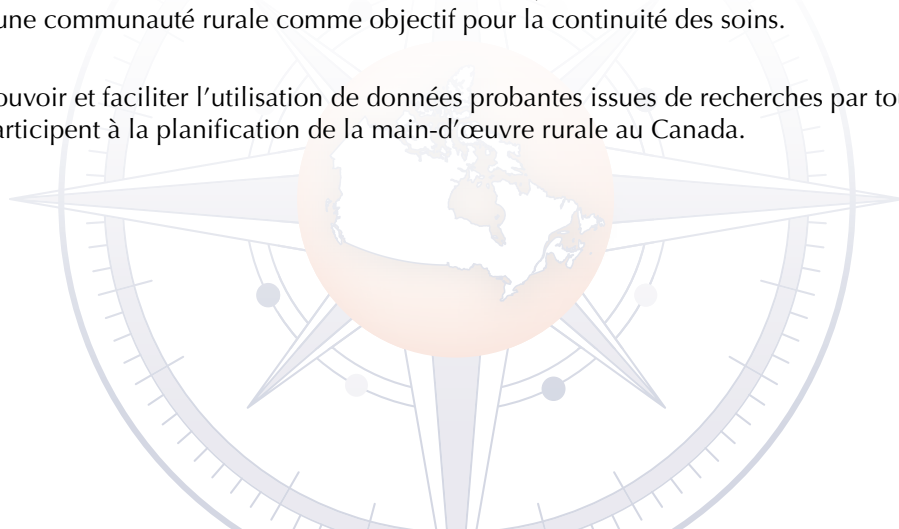 une communauté rurale comme objectif pour la continuité des soins.
ouvoir et faciliter l’utilisation de données probantes issues de recherches par tou
articipent à la planification de la main-d’œuvre rurale au Canada.